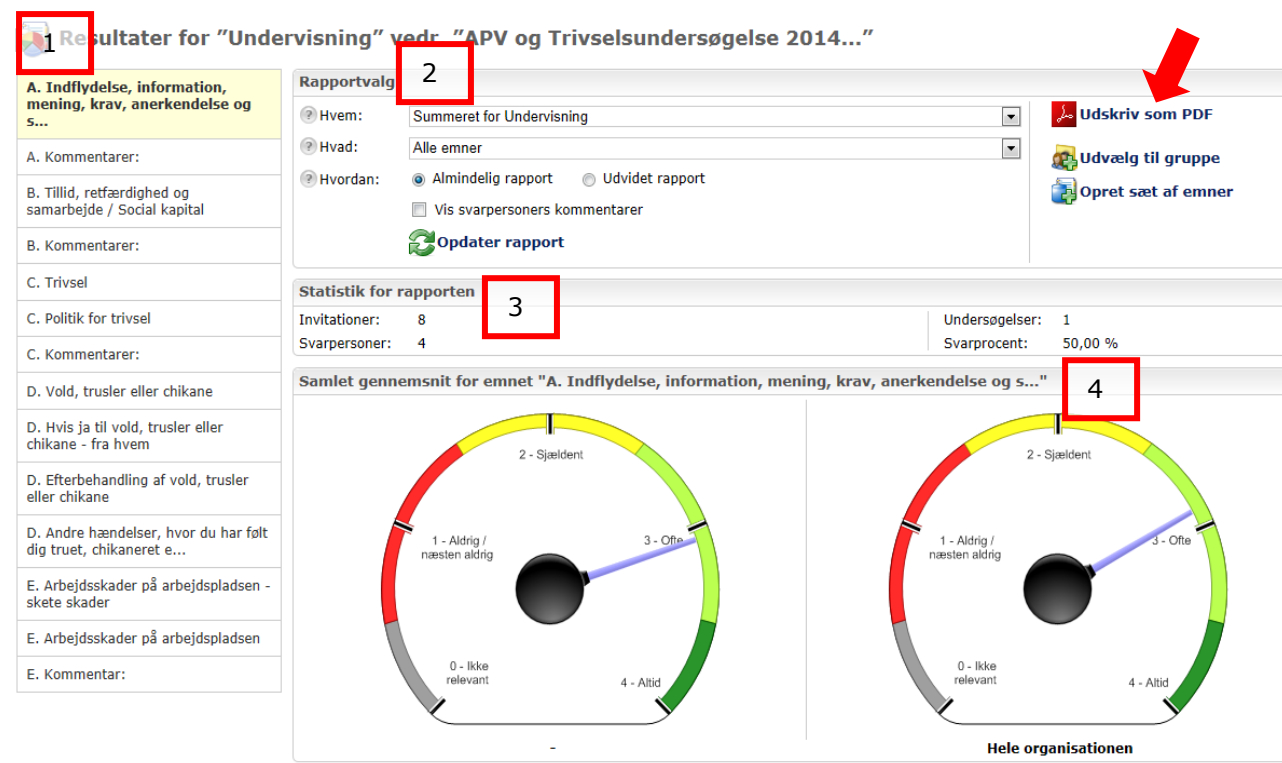 1
Resultater for ”Undervisning” vedr. ”APV og Trivselsundersøgelse 2014...”
A. Indflydelse, information,
mening, krav, anerkendelse og
s...
A. Kommentarer:
B. Tillid, retfærdighed og
samarbejde / Social kapital
B. Kommentarer:
C. Trivsel
C. Politik for trivsel
C. Kommentarer:
D. Vold, trusler eller chikane
D. Hvis ja til vold, trusler eller
chikane - fra hvem
D. Efterbehandling af vold, trusler
eller chikane
D. Andre hændelser, hvor du har følt
dig truet, chikaneret e...
E. Arbejdsskader på arbejdspladsen -
skete skader
E. Arbejdsskader på arbejdspladsen
E. Kommentar:
Rapportvalg
2
? Hvem:
Summeret for Undervisning
? Hvad:
Alle emner
? Hvordan:
Almindelig rapport
Udvidet rapport
Vis svarpersoners kommentarer
Opdater rapport
Udskriv som PDF
Udvælg til gruppe
Opret sæt af emner
Statistik for rapporten
3
Invitationer: 8
Undersøgelser: 1
Svarpersoner: 4
Svarprocent: 50,00 %
Samlet gennemsnit for emnet "A. Indflydelse, information, mening, krav, anerkendelse og s..."
4
2 - Sjældent
1 - Aldrig /
næsten aldrig
3 - Ofte
0 - Ikke
relevant
4 - Altid
-
2 - Sjældent
1 - Aldrig /
næsten aldrig
3 - Ofte
0 - Ikke
relevant
4 - Altid
Hele organisationen